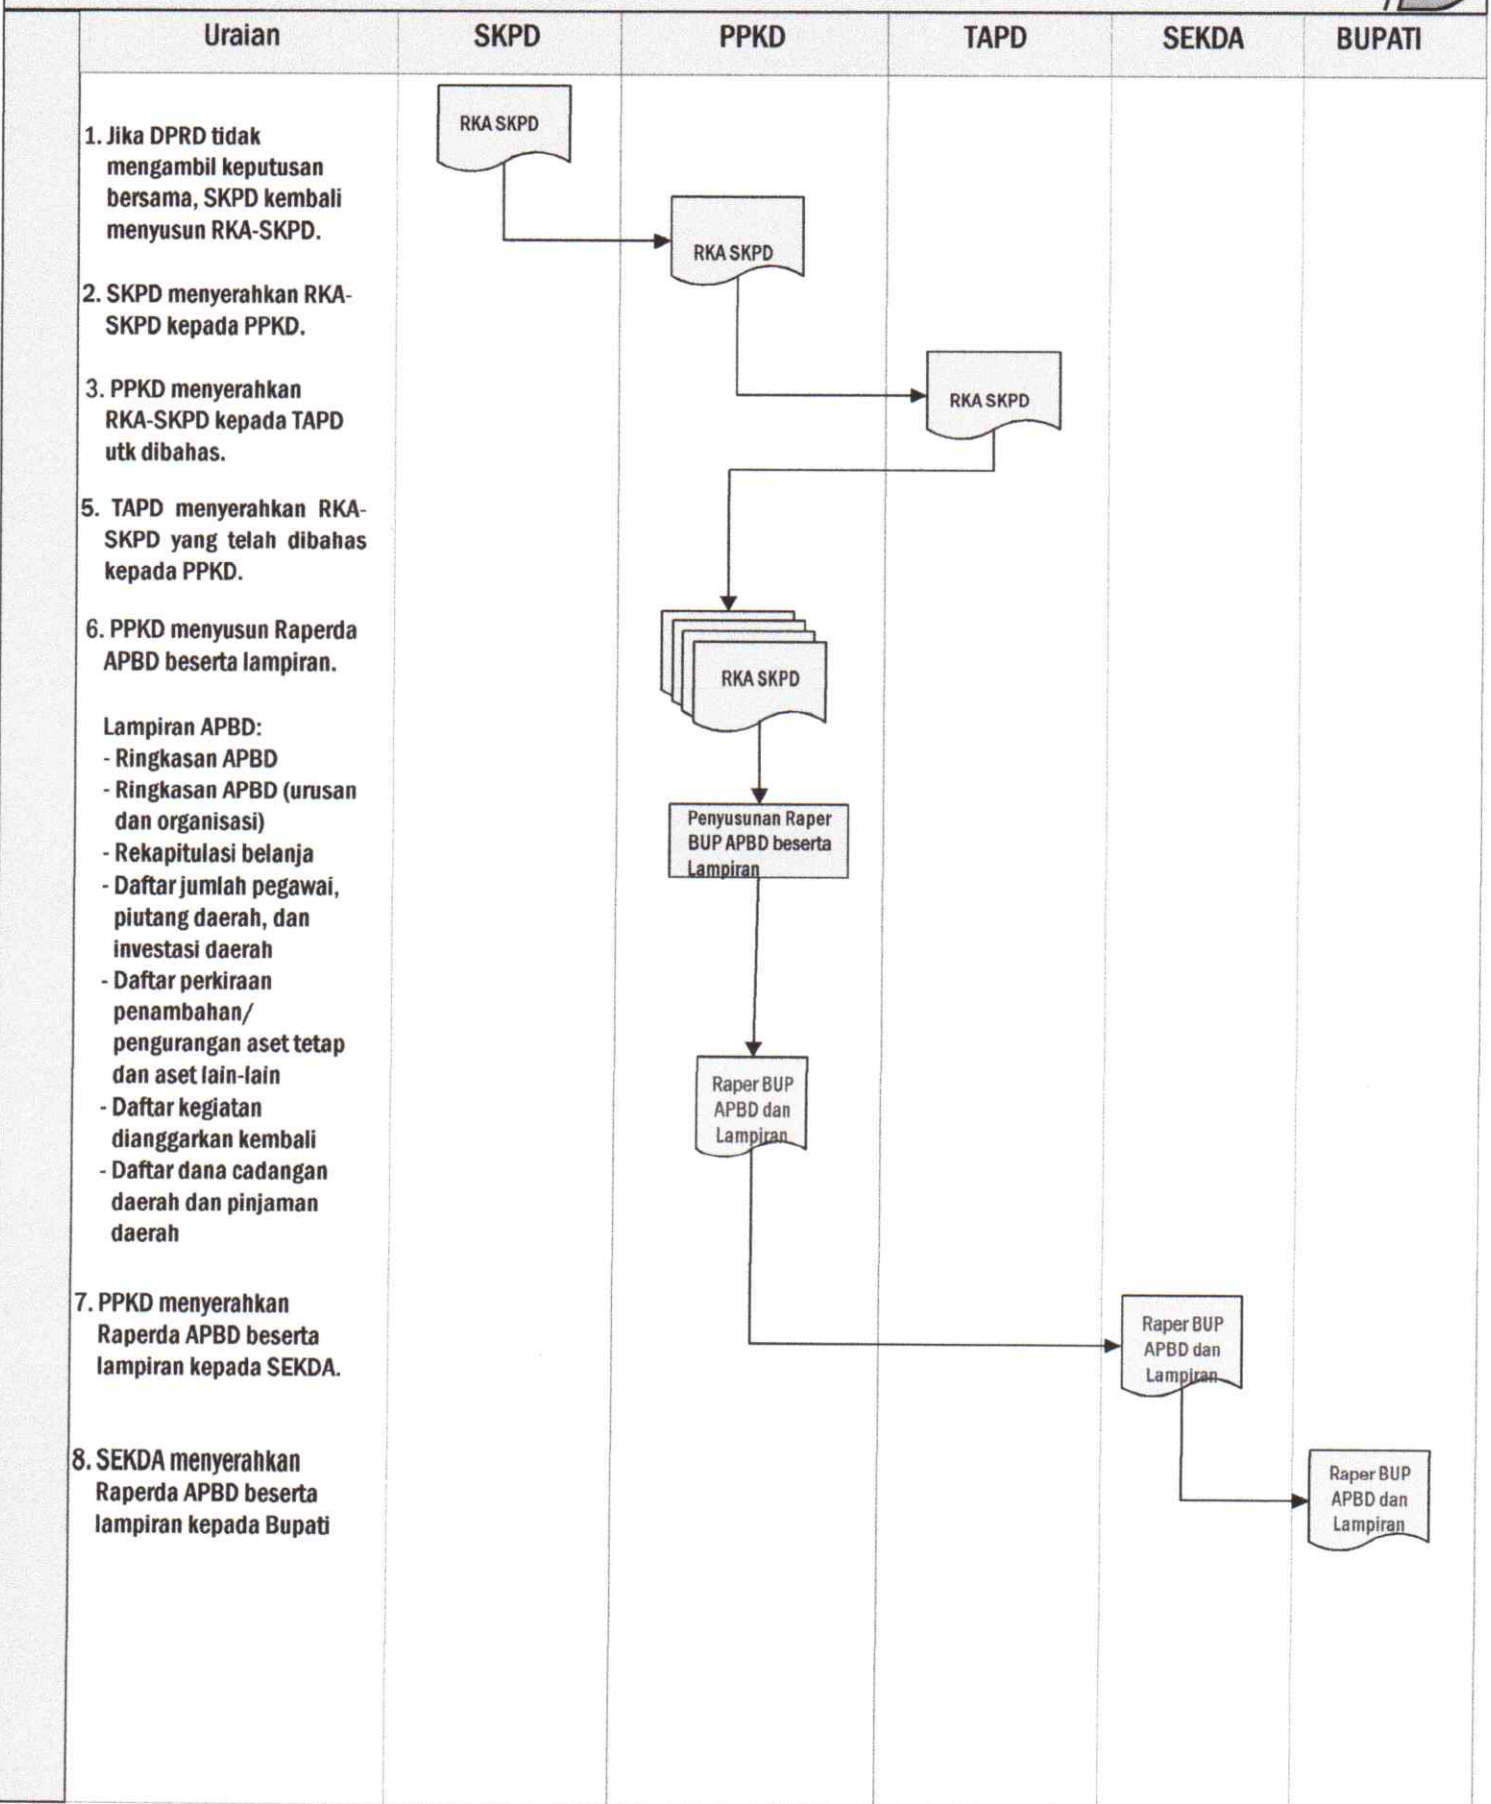 Uraian SKPD PPKD TAPD SEKDA BUPATI
1. Jika DPRD tidak
mengambil keputusan
bersama, SKPD kembali
menyusun RKA-SKPD.
2. SKPD menyerahkan RKA-
SKPD kepada PPKD.
3. PPKD menyerahkan
RKA-SKPD kepada TAPD
utk dibahas.
5. TAPD menyerahkan RKA-
SKPD yang telah dibahas
kepada PPKD.
6. PPKD menyusun Raperda
APBD beserta lampiran.
Lampiran APBD:
- Ringkasan APBD
- Ringkasan APBD (urusan
dan organisasi)
- Rekapitulasi belanja
- Daftar jumlah pegawai,
piutang daerah, dan
investasi daerah
- Daftar perkiraan
penambahan/
pengurangan aset tetap
dan aset lain-lain
- Daftar kegiatan
dianggarkan kembali
- Daftar dana cadangan
daerah dan pinjaman
daerah
7. PPKD menyerahkan
Raperda APBD beserta
lampiran kepada SEKDA.
8. SEKDA menyerahkan
Raperda APBD beserta
lampiran kepada Bupati
RKA SKPD
RKA SKPD
RKA SKPD
RKA SKPD
Penyusunan Raper
BUP APBD beserta
Lampiran
Raper BUP
APBD dan
Lampiran
Raper BUP
APBD dan
Lampiran
Raper BUP
APBD dan
Lampiran